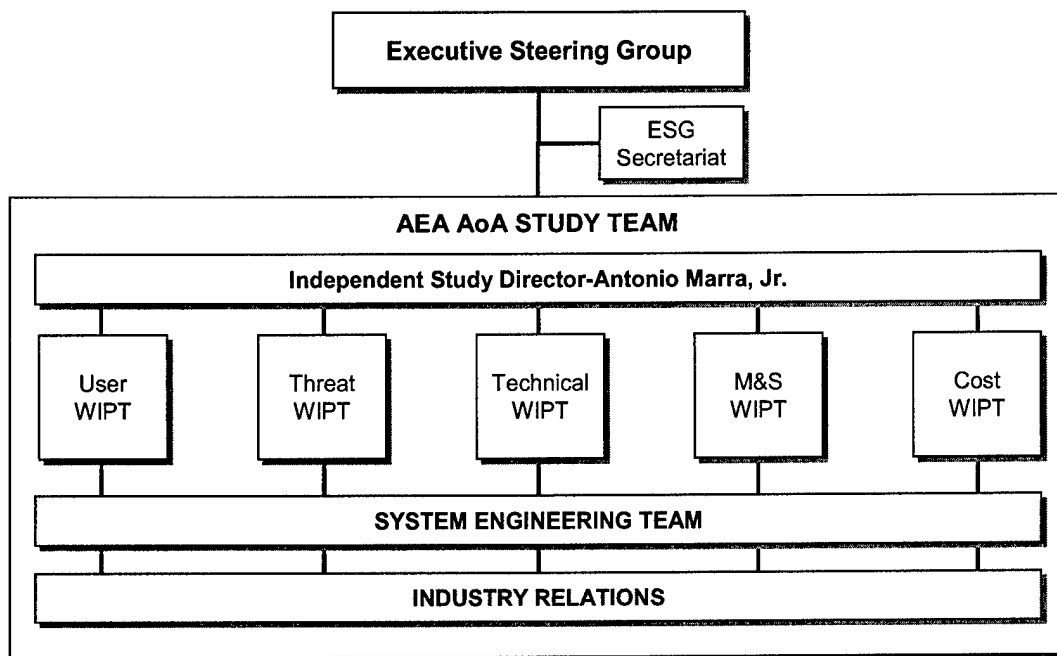 Executive Steering Group
ESG
Secretariat
AEA AoA STUDY TEAM
Independent Study Director-Antonio Marra, Jr.
User
WIPT
Threat
WIPT
Technical
WIPT
M&S
WIPT
Cost
WIPT
SYSTEM ENGINEERING TEAM
INDUSTRY RELATIONS